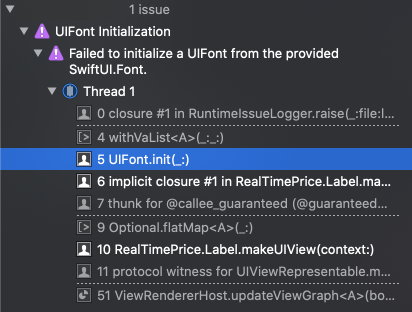 1 issue
UIFont Initialization
Failed to initialize a UIFont from the provided
SwiftUI.Font.
Thread 1
0 closure #1 in RuntimeIssueLogger.raise(_:file:l...
4 withVaList<A>(_:_:)
5 UIFont.init(_:)
6 implicit closure #1 in RealTimePrice.Label.ma...
7 thunk for @callee_guaranteed (@guaranteed...
9 Optional.flatMap<A>(_:)
10 RealTimePrice.Label.makeUIView(context:)
11 protocol witness for UIViewRepresentable.m...
51 ViewRendererHost.updateViewGraph<A>(bo...